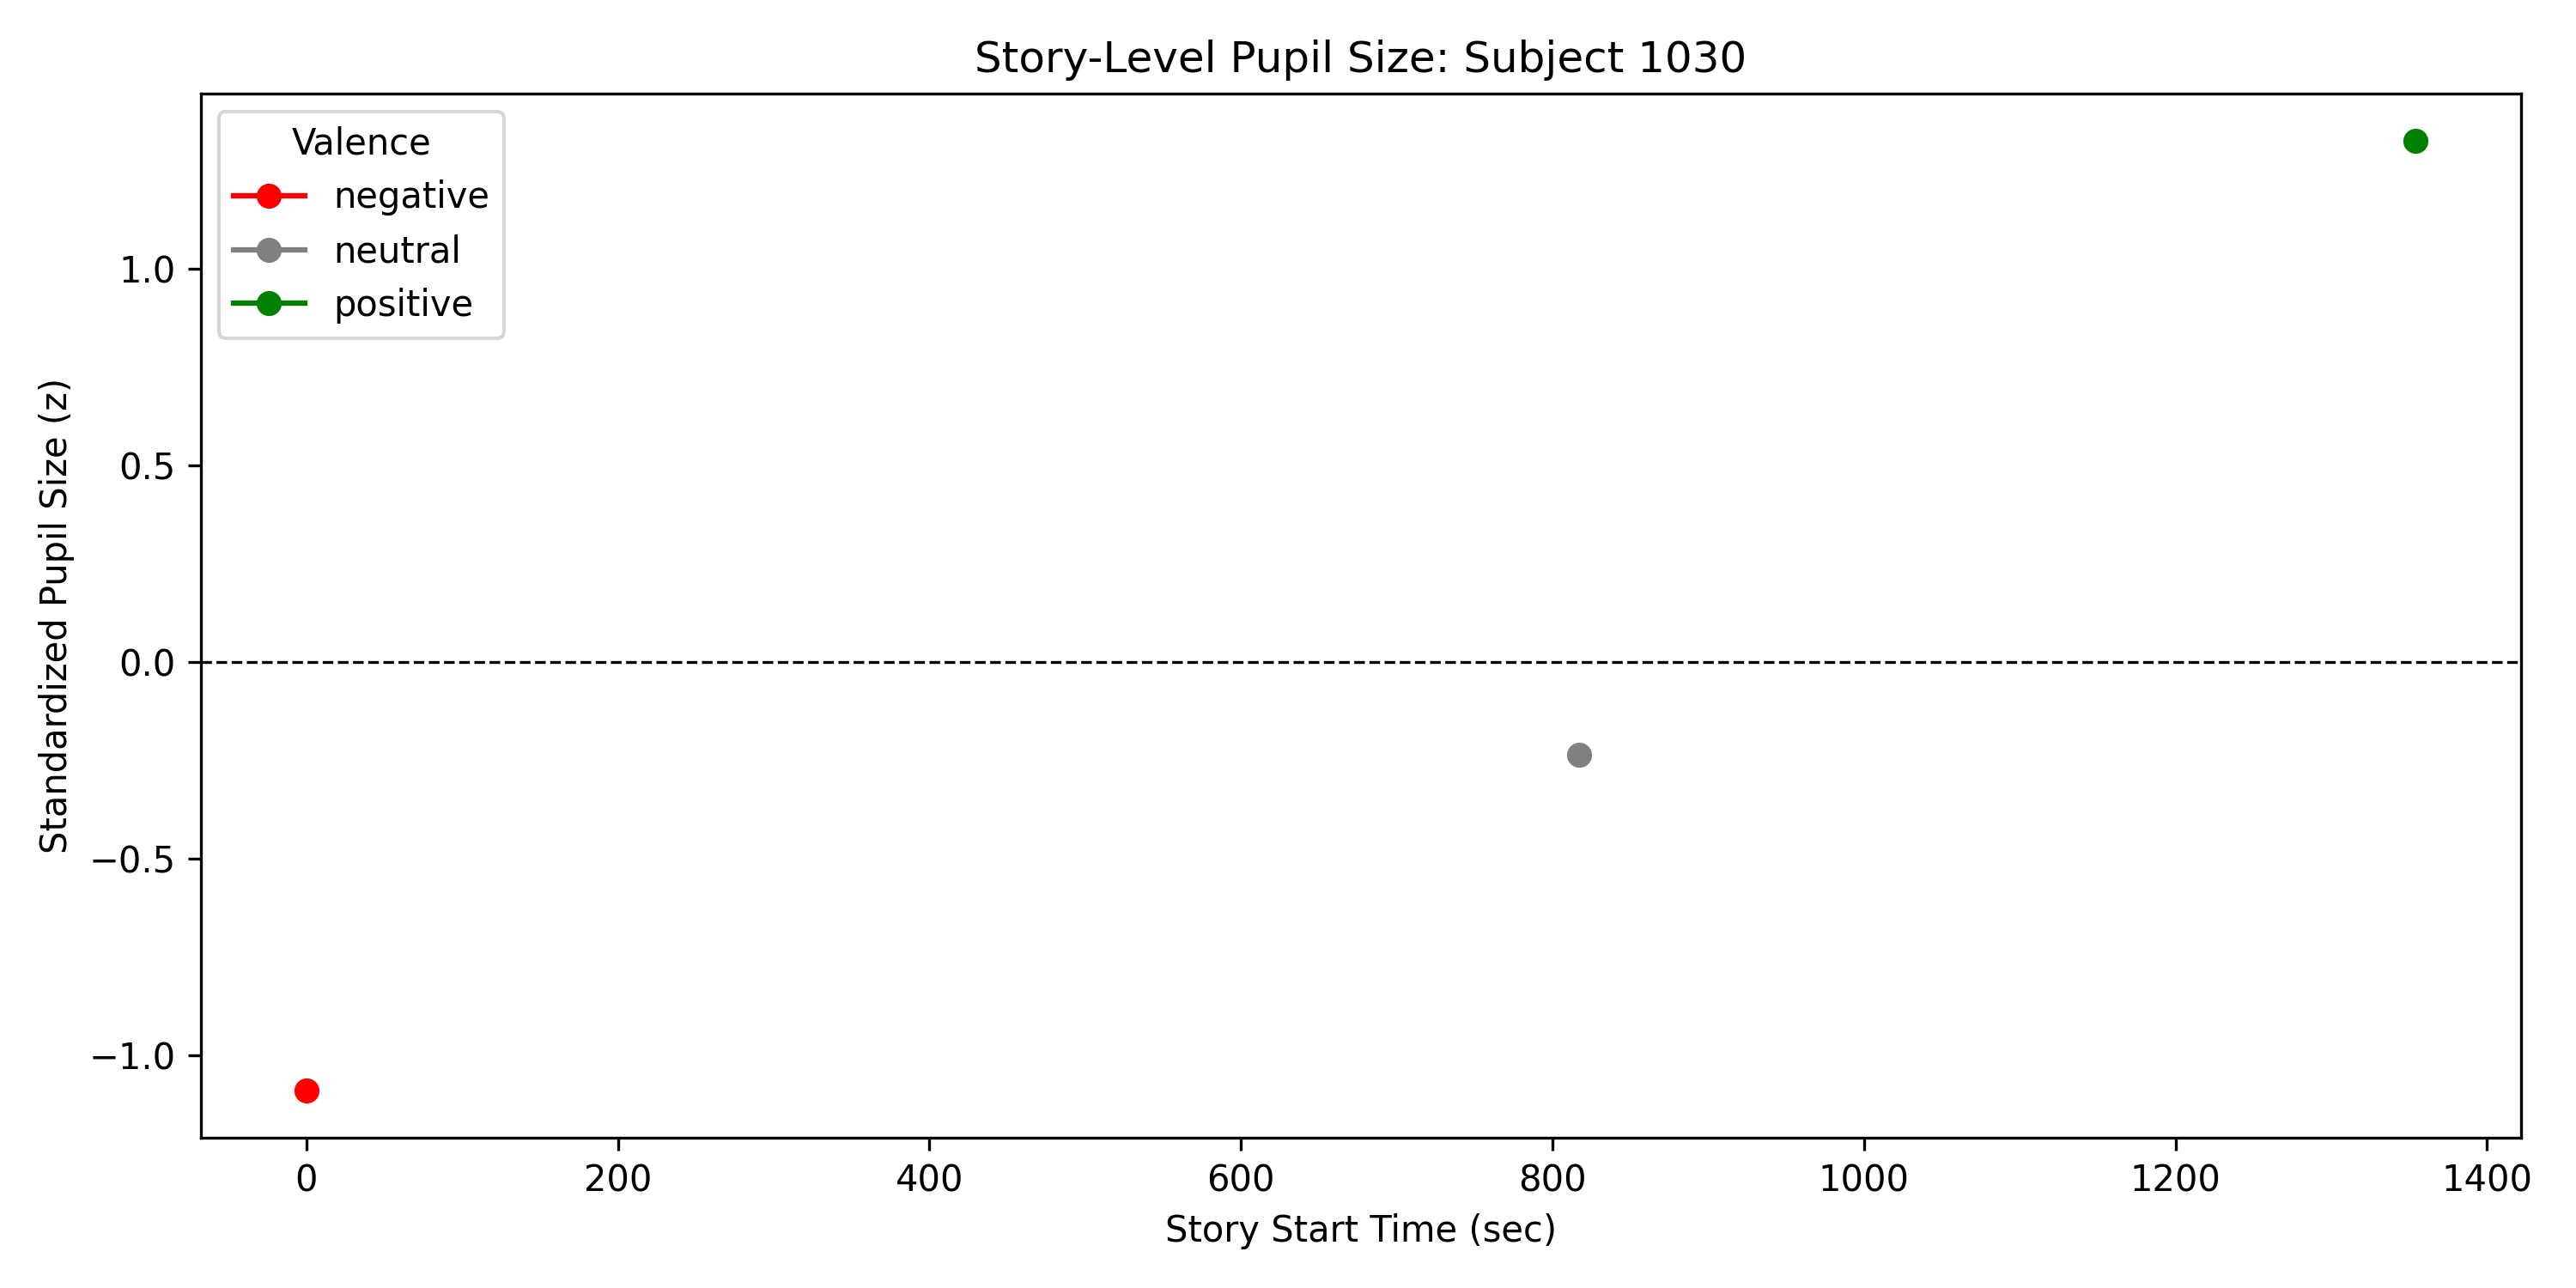 Story-Level Pupil Size: Subject 1030
Valence
negative
neutral
positive
Standardized Pupil Size (z)
1.0
0.5
0.0
−0.5
−1.0
0 200 400 600 800 1000 1200 1400
Story Start Time (sec)